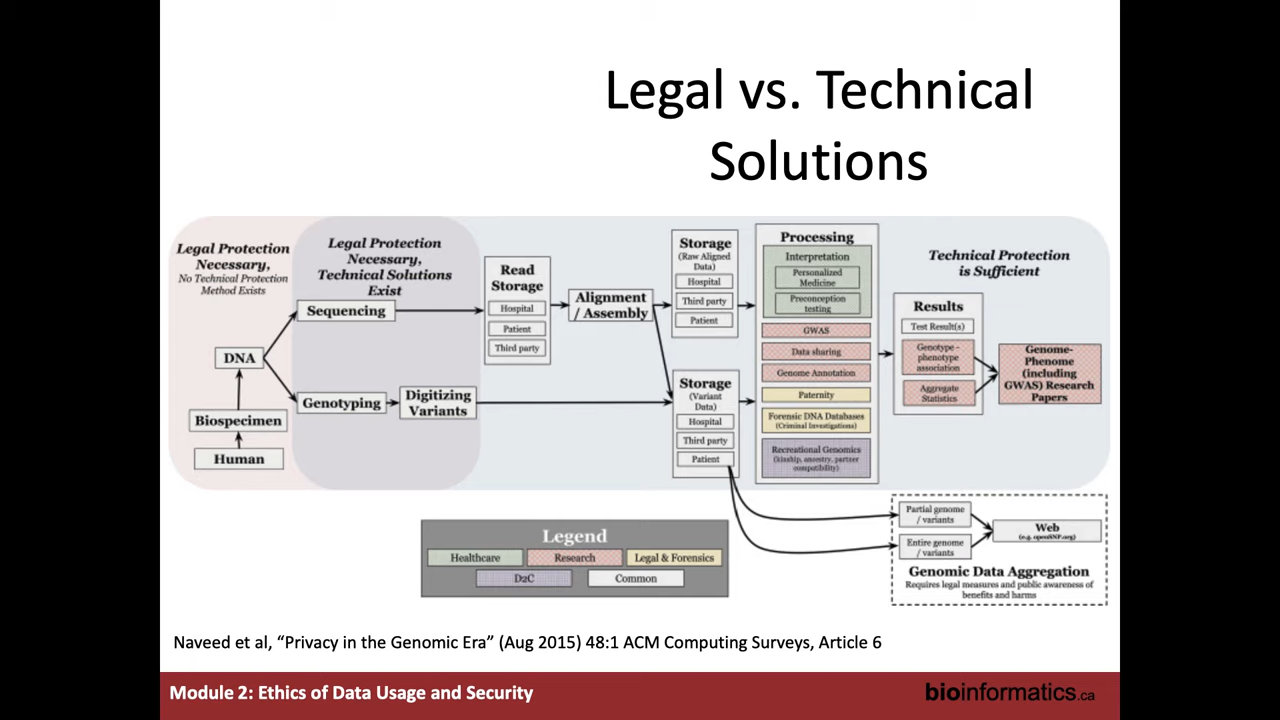 Legal vs. Technical
Solutions
Legal Protection
Necessary,
No Technical Protection
Method Exists
Legal Protection
Necessary,
Technical Solutions
Exist
Sequencing
DNA
Biospecimen
Human
Genotyping
Digitizing
Variants
Read
Storage
Hospital
Patient
Third party
Alignment
/ Assembly
Storage
(Raw Aligned
Data)
Hospital
Third party
Patient
Storage
(Variant
Data)
Hospital
Third party
Patient
Processing
Interpretation
Personalized
Medicine
Preconception
testing
GWAS
Data sharing
Genome Annotation
Paternity
Forensic DNA Databases
(Criminal Investigations)
Recreational Genomics
(kinship, ancestry, partner
compatibility)
Technical Protection
is Sufficient
Results
Test Result(s)
Genotype-
phenotype
association
Aggregate
Statistics
Genome-
Phenome
(including
GWAS) Research
Papers
Partial genome
/ variants
Entire genome
/ variants
Web
(e.g. openSNP.org)
Genomic Data Aggregation
Requires legal measures and public awareness of
benefits and harms
Legend
Healthcare
Research
Legal & Forensics
D2C
Common
Naveed et al, “Privacy in the Genomic Era” (Aug 2015) 48:1 ACM Computing Surveys, Article 6
Module 2: Ethics of Data Usage and Security
bioinformatics.ca